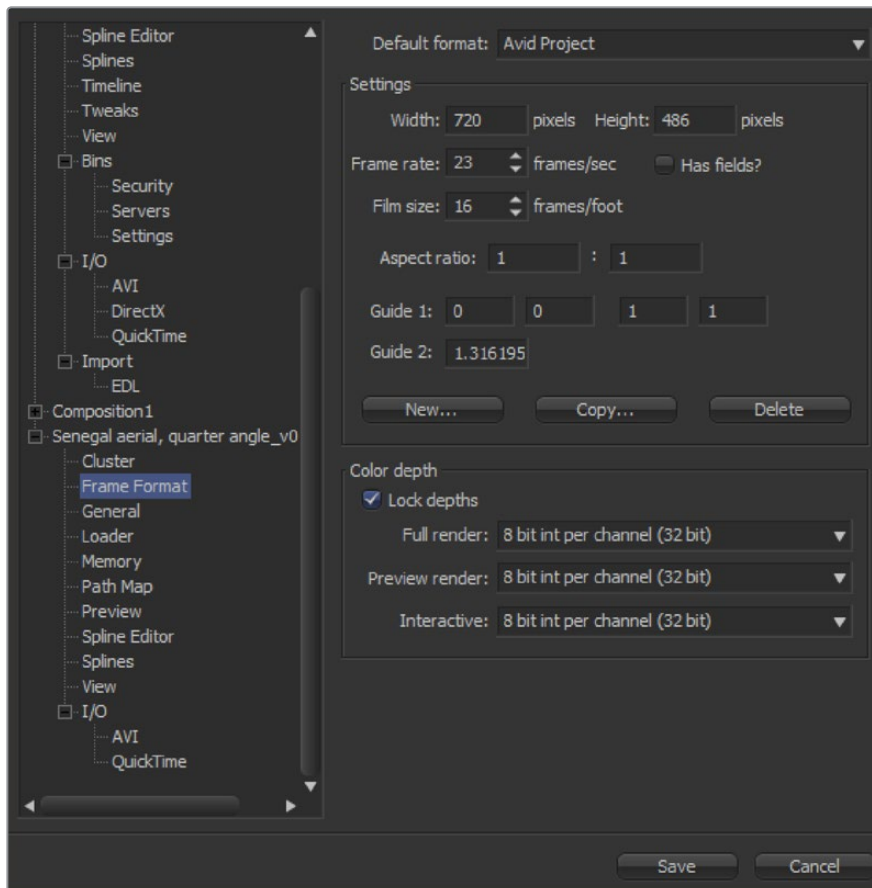 Spline Editor
Splines
Timeline
Tweaks
View
Bins
Security
Servers
Settings
I/O
AVI
DirectX
QuickTime
Import
EDL
Composition1
Senegal aerial, quarter angle_v0
Cluster
Frame Format
General
Loader
Memory
Path Map
Preview
Spline Editor
Splines
View
I/O
AVI
QuickTime
Default format: Avid Project
Settings
Width: 720 pixels Height: 486 pixels
Frame rate: 23 frames/sec Has fields?
Film size: 16 frames/foot
Aspect ratio: 1 : 1
Guide 1: 0 0 1 1
Guide 2: 1.316195
New... Copy... Delete
Color depth
Lock depths
Full render: 8 bit int per channel (32 bit)
Preview render: 8 bit int per channel (32 bit)
Interactive: 8 bit int per channel (32 bit)
Save Cancel